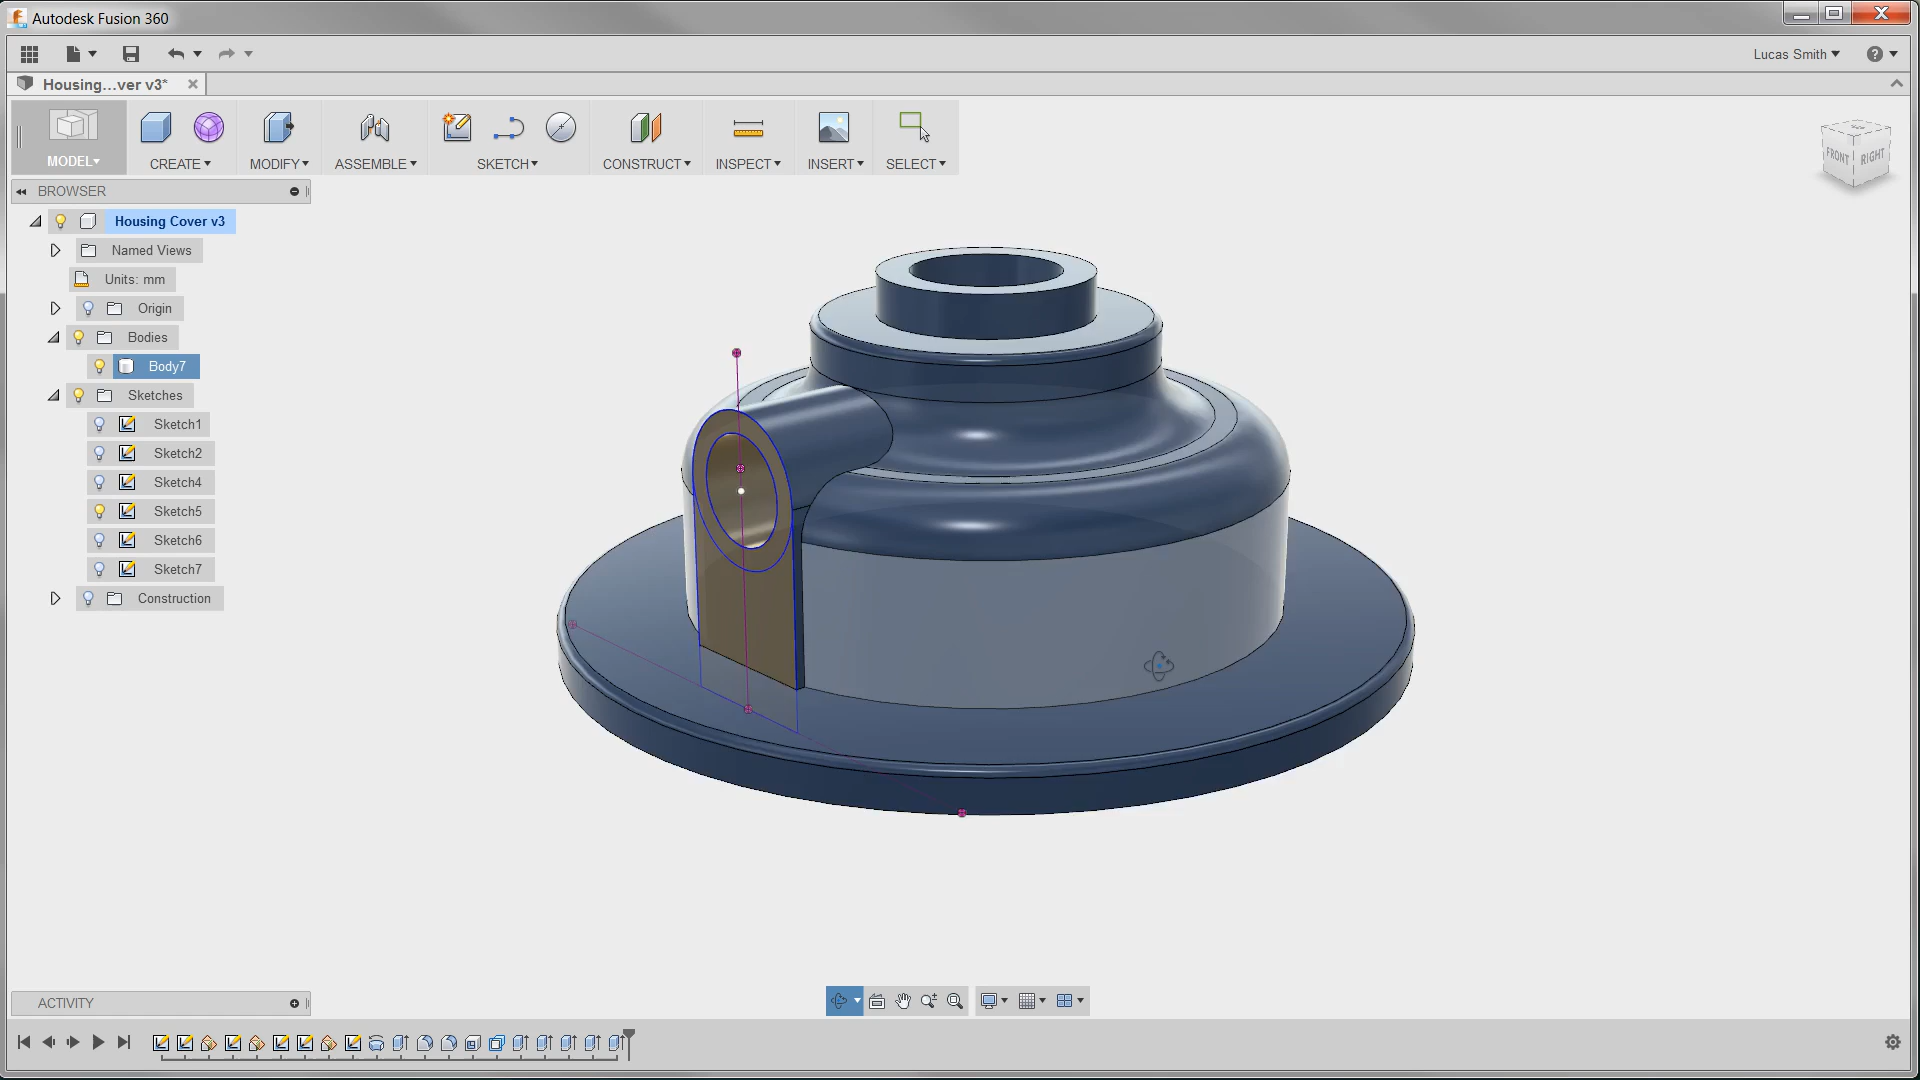 Autodesk Fusion 360
Lucas Smith
Housing...ver v3*
MODEL
CREATE
MODIFY
ASSEMBLE
SKETCH
CONSTRUCT
INSPECT
INSERT
SELECT
FRONT
RIGHT
BROWSER
Housing Cover v3
Named Views
Units: mm
Origin
Bodies
Body7
Sketches
Sketch1
Sketch2
Sketch4
Sketch5
Sketch6
Sketch7
Construction
ACTIVITY